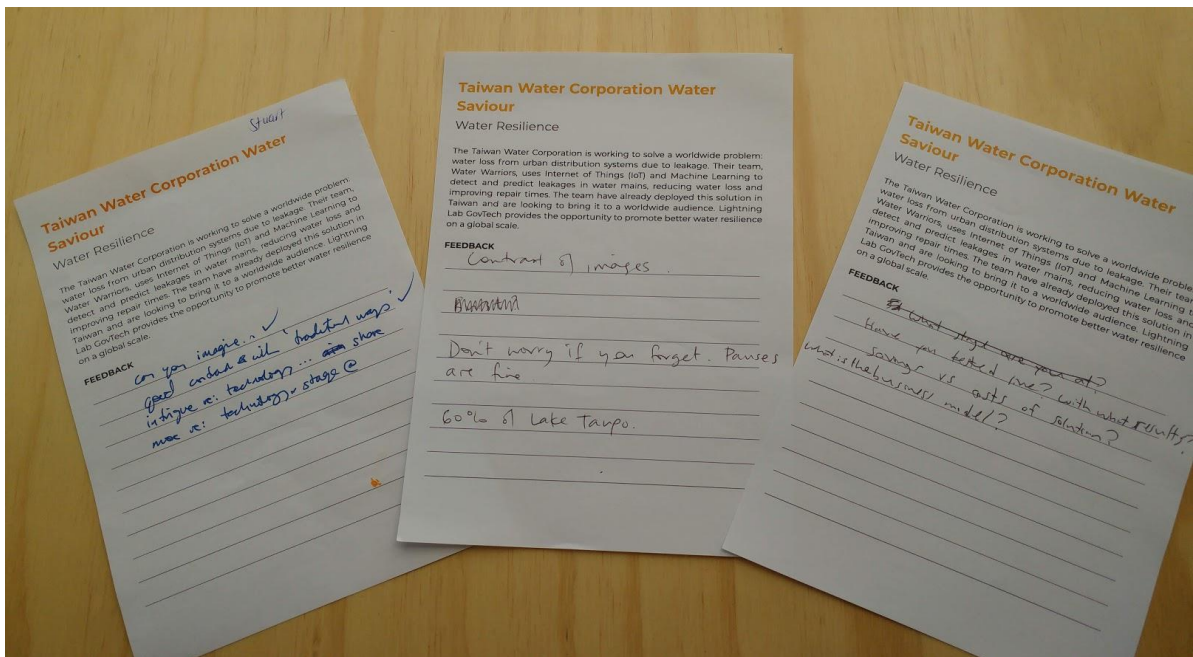 Stuart
Taiwan Water Corporation Water
Saviour
Water Resilience
The Taiwan Water Corporation is working to solve a worldwide problem:
water loss from urban distribution systems due to leakage. Their team,
Water Warriors, uses Internet of Things (IoT) and Machine Learning to
detect and predict leakages in water mains, reducing water loss and
improving repair times. The team have already deployed this solution in
Taiwan and are looking to bring it to a worldwide audience. Lightning
Lab GovTech provides the opportunity to promote better water resilience
on a global scale.
FEEDBACK
can you imagine... ✓
good contrast with 'traditional ways' ✓
intrigue re: technology... share
more re: technology + stage @
Taiwan Water Corporation Water
Saviour
Water Resilience
The Taiwan Water Corporation is working to solve a worldwide problem:
water loss from urban distribution systems due to leakage. Their team,
Water Warriors, uses Internet of Things (IoT) and Machine Learning to
detect and predict leakages in water mains, reducing water loss and
improving repair times. The team have already deployed this solution in
Taiwan and are looking to bring it to a worldwide audience. Lightning
Lab GovTech provides the opportunity to promote better water resilience
on a global scale.
FEEDBACK
Contrast of images.
Don't worry if you forget. Pauses
are fine.
60% of Lake Taupo.
Taiwan Water Corporation Water
Saviour
Water Resilience
The Taiwan Water Corporation is working to solve a worldwide proble
water loss from urban distribution systems due to leakage. Their tea
Water Warriors, uses Internet of Things (IoT) and Machine Learning t
detect and predict leakages in water mains, reducing water loss and
improving repair times. The team have already deployed this solution in
Taiwan and are looking to bring it to a worldwide audience. Lightning
Lab GovTech provides the opportunity to promote better water resilience
on a global scale.
FEEDBACK
What stage are you at?
Have you tested me? with what results?
Savings vs costs of solution?
what is the business model?